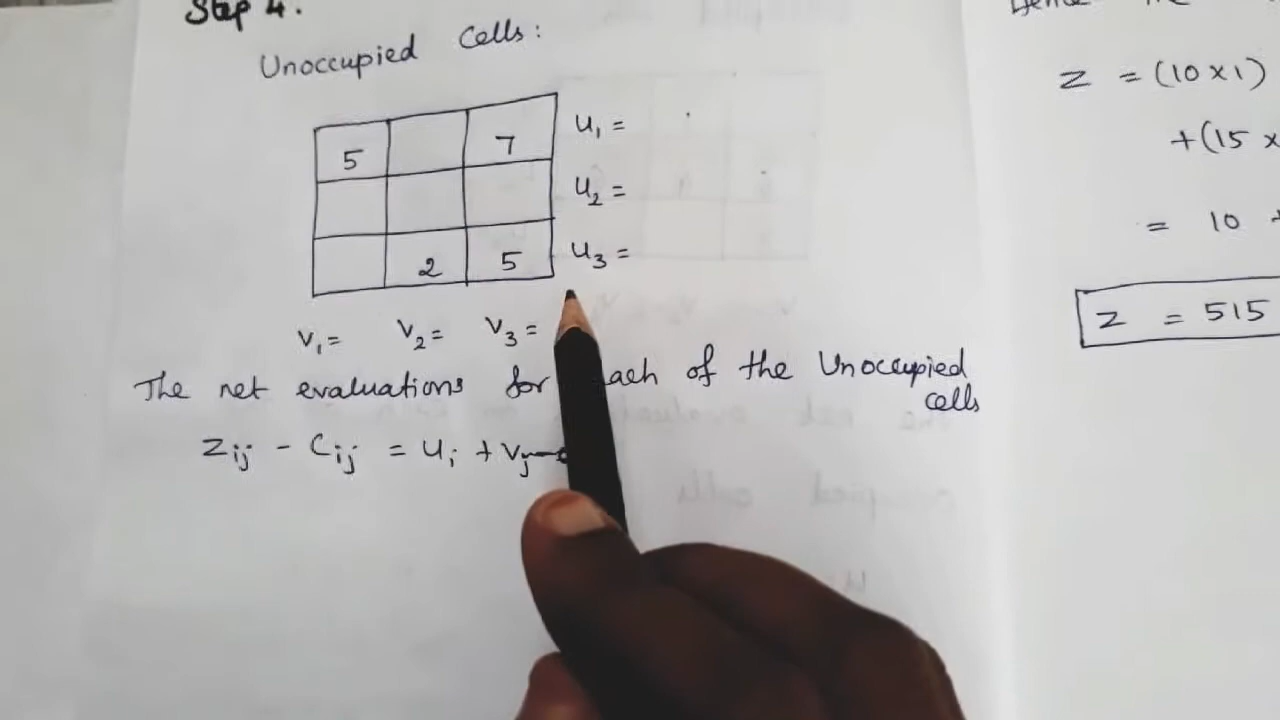 Step 4.
Unoccupied Cells:
5 7
2 5
u₁ =
u₂ =
u₃ =
v₁ = v₂ = v₃ =
The net evaluations for each of the Unoccupied
cells
Zij - Cij = ui + vj -
Z = (10 x 1)
+ (15 x
= 10 +
Z = 515